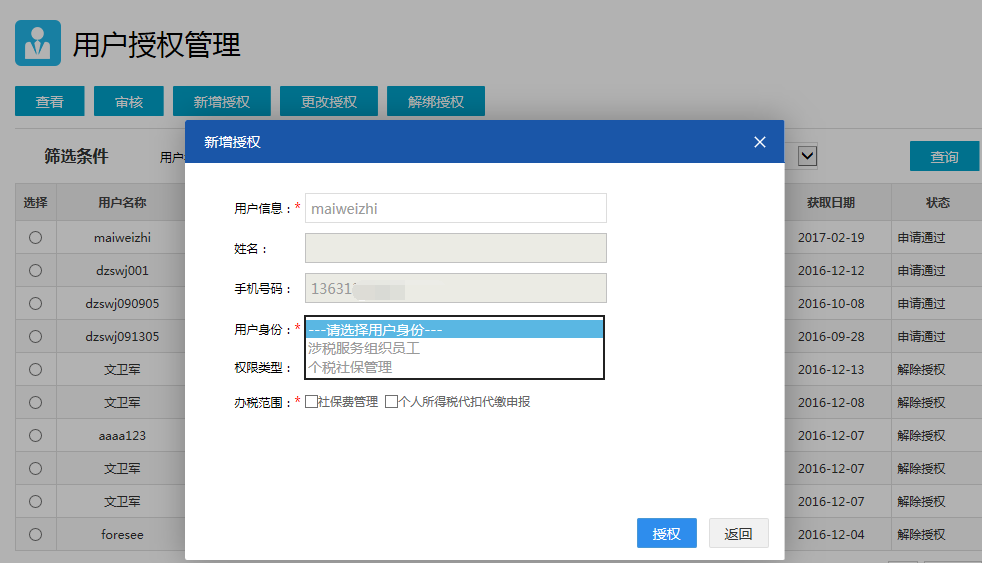 用户授权管理
查看 审核 新增授权 更改授权 解绑授权
新增授权
筛选条件 用户
查询
选择 用户名称 获取日期 状态
用户信息：* maiweizhi
maiweizhi 2017-02-19 申请通过
姓名：
dzswj001 2016-12-12 申请通过
手机号码： 13631
dzswj090905 2016-10-08 申请通过
用户身份：* ---请选择用户身份---
dzswj091305 2016-09-28 申请通过
涉税服务组织员工
权限类型： 个税社保管理
文卫军 2016-12-13 解除授权
办税范围：* 社保费管理 个人所得税代扣代缴申报
文卫军 2016-12-08 解除授权
aaaa123 2016-12-07 解除授权
文卫军 2016-12-07 解除授权
文卫军 2016-12-07 解除授权
foresee 2016-12-04 解除授权
授权 返回